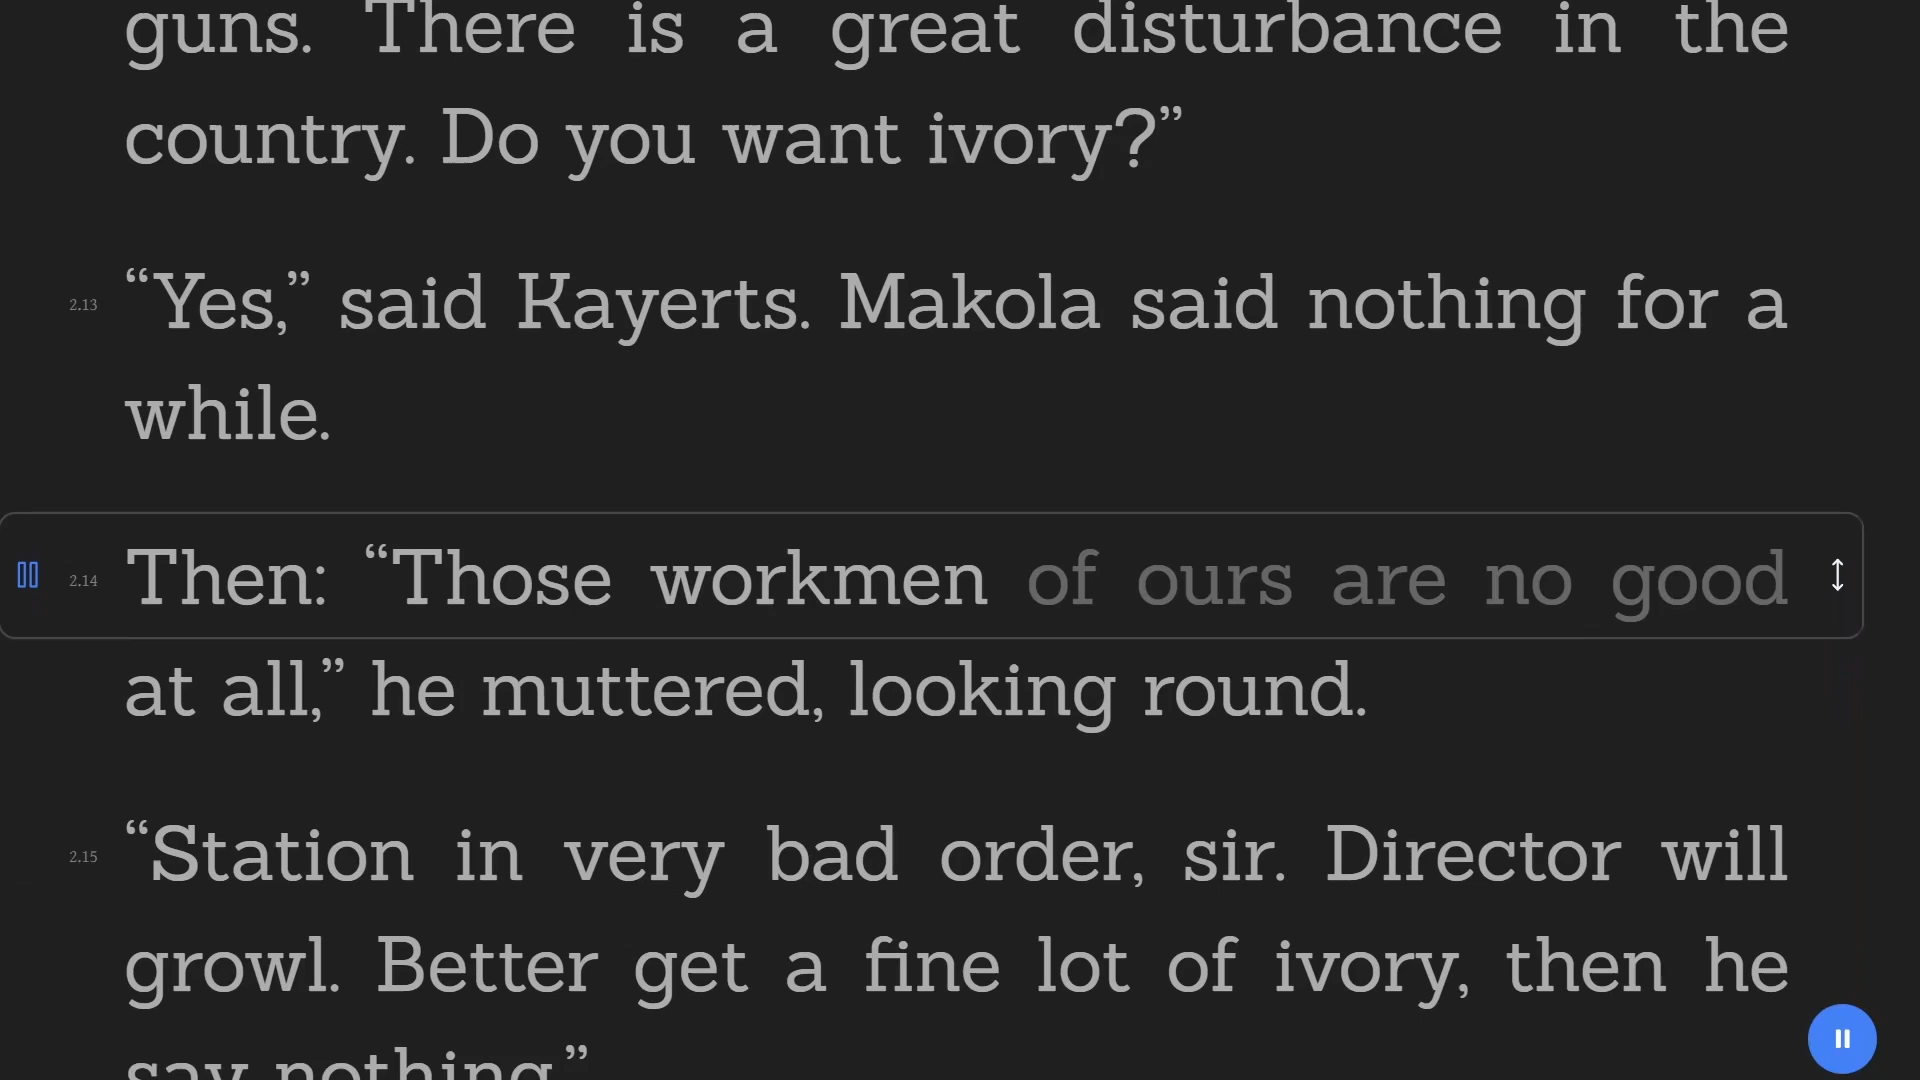 guns. There is a great disturbance in the
country. Do you want ivory?”
2.13 “Yes,” said Kayerts. Makola said nothing for a
while.
2.14 Then: “Those workmen of ours are no good
at all,” he muttered, looking round.
2.15 “Station in very bad order, sir. Director will
growl. Better get a fine lot of ivory, then he
say nothing.”